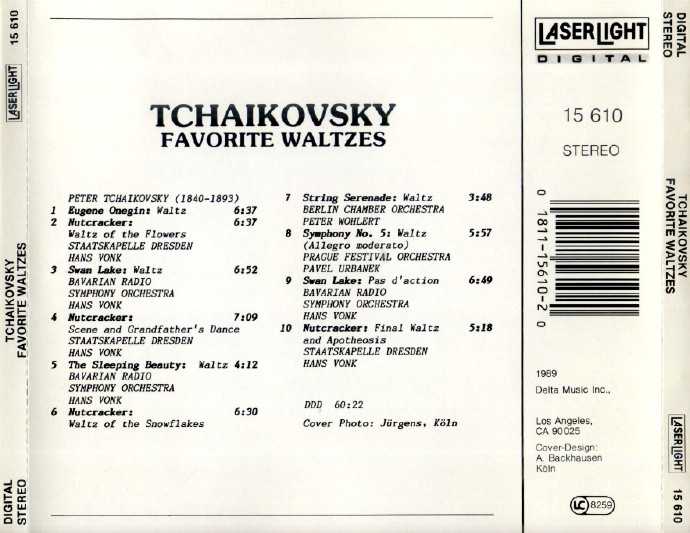 15 610
LASERLIGHT
TCHAIKOVSKY
FAVORITE WALTZES
DIGITAL
STEREO
TCHAIKOVSKY
FAVORITE WALTZES
PETER TCHAIKOVSKY (1840-1893)
1 Eugene Onegin: Waltz 6:37
2 Nutcracker: 6:37
Waltz of the Flowers
STAATSKAPELLE DRESDEN
HANS VONK
3 Swan Lake: Waltz 6:52
BAVARIAN RADIO
SYMPHONY ORCHESTRA
HANS VONK
4 Nutcracker: 7:09
Scene and Grandfather's Dance
STAATSKAPELLE DRESDEN
HANS VONK
5 The Sleeping Beauty: Waltz 4:12
BAVARIAN RADIO
SYMPHONY ORCHESTRA
HANS VONK
6 Nutcracker: 6:30
Waltz of the Snowflakes
7 String Serenade: Waltz 3:48
BERLIN CHAMBER ORCHESTRA
PETER WOHLERT
8 Symphony No. 5: Waltz 5:57
(Allegro moderato)
PRAGUE FESTIVAL ORCHESTRA
PAVEL URBANEK
9 Swan Lake: Pas d'action 6:49
BAVARIAN RADIO
SYMPHONY ORCHESTRA
HANS VONK
10 Nutcracker: Final Waltz 5:18
and Apotheosis
STAATSKAPELLE DRESDEN
HANS VONK
DDD 60:22
Cover Photo: Jürgens, Köln
LASERLIGHT
DIGITAL
15 610
STEREO
0 1811-15610-2 0
1989
Delta Music Inc.,
Los Angeles,
CA 90025
Cover-Design:
A. Backhausen
Köln
LC 8259
DIGITAL
STEREO
TCHAIKOVSKY
FAVORITE WALTZES
LASERLIGHT
15 610